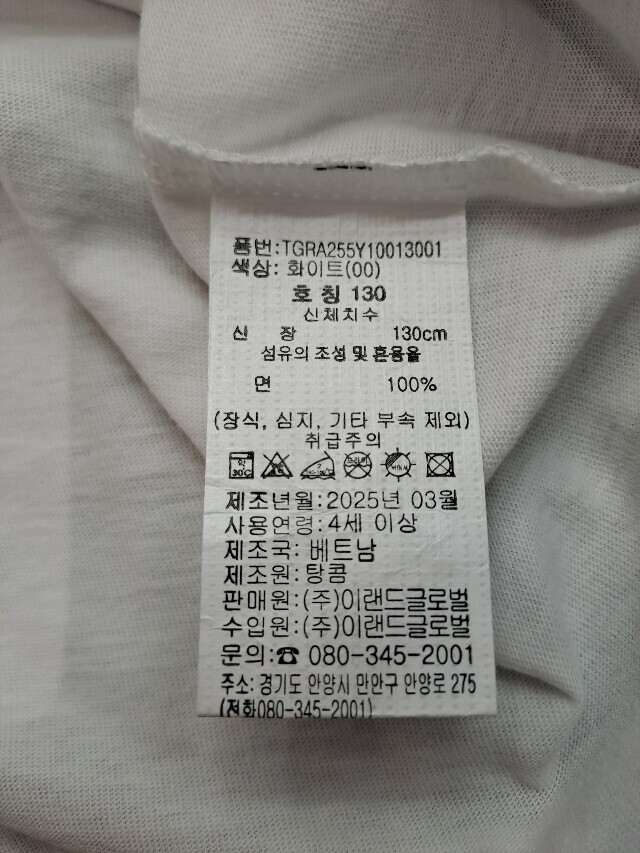 품번:TGRA255Y10013001
색상: 화이트(00)
호 칭 130
신체치수
신 장 130cm
섬유의 조성 및 혼용율
면 100%
(장식, 심지, 기타 부속 제외)
취급주의
약 30℃
제조년월:2025년 03월
사용연령:4세 이상
제조국: 베트남
제조원: 탕콤
판매원:(주)이랜드글로벌
수입원:(주)이랜드글로벌
문의:☎ 080-345-2001
주소: 경기도 안양시 만안구 안양로 275
(전화080-345-2001)